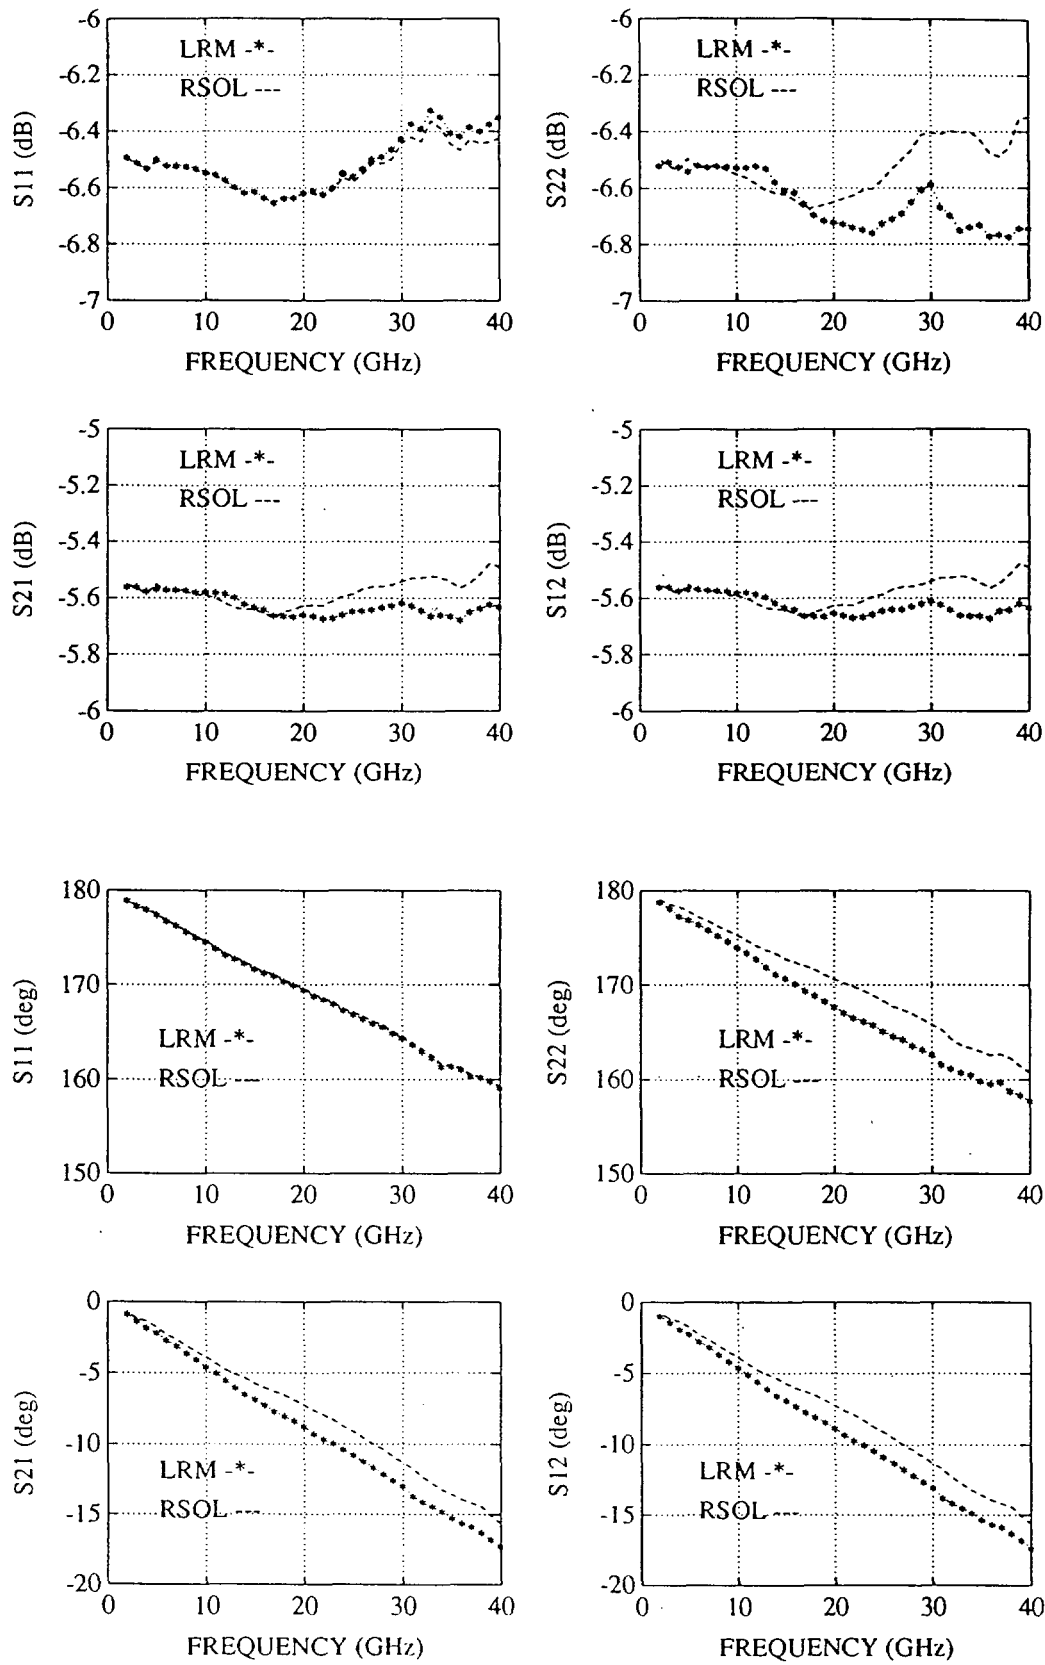 -6
-6.2
-6.4
-6.6
-6.8
-7
S11 (dB)
LRM -*-
RSOL ---
0 10 20 30 40
FREQUENCY (GHz)
-6
-6.2
-6.4
-6.6
-6.8
-7
S22 (dB)
LRM -*-
RSOL ---
0 10 20 30 40
FREQUENCY (GHz)
-5
-5.2
-5.4
-5.6
-5.8
-6
S21 (dB)
LRM -*-
RSOL ---
0 10 20 30 40
FREQUENCY (GHz)
-5
-5.2
-5.4
-5.6
-5.8
-6
S12 (dB)
LRM -*-
RSOL ---
0 10 20 30 40
FREQUENCY (GHz)
180
170
160
150
S11 (deg)
LRM -*-
RSOL ---
0 10 20 30 40
FREQUENCY (GHz)
180
170
160
150
S22 (deg)
LRM -*-
RSOL ---
0 10 20 30 40
FREQUENCY (GHz)
0
-5
-10
-15
-20
S21 (deg)
LRM -*-
RSOL ---
0 10 20 30 40
FREQUENCY (GHz)
0
-5
-10
-15
-20
S12 (deg)
LRM -*-
RSOL ---
0 10 20 30 40
FREQUENCY (GHz)